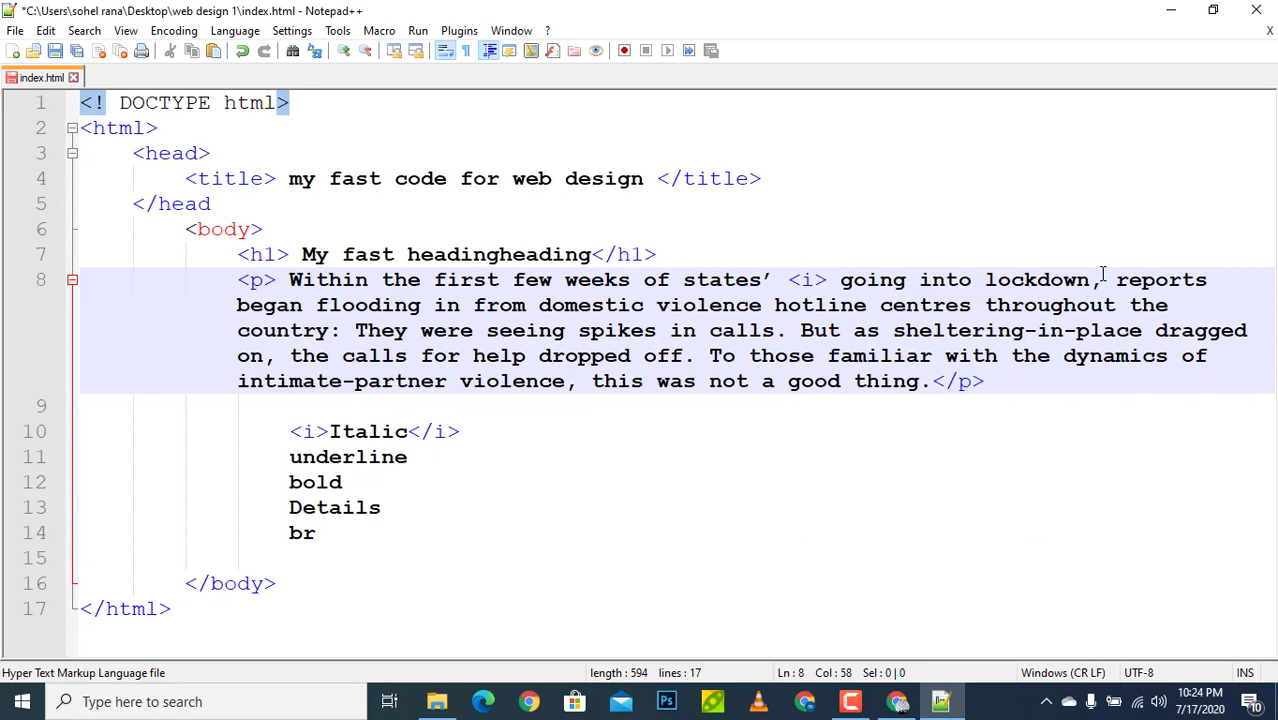 *C:\Users\sohel rana\Desktop\web design 1\index.html - Notepad++
File Edit Search View Encoding Language Settings Tools Macro Run Plugins Window ? X
index.html
1 <! DOCTYPE html>
2 <html>
3 <head>
4 <title> my fast code for web design </title>
5 </head
6 <body>
7 <h1> My fast headingheading</h1>
8 <p> Within the first few weeks of states’ <i> going into lockdown, reports
began flooding in from domestic violence hotline centres throughout the
country: They were seeing spikes in calls. But as sheltering-in-place dragged
on, the calls for help dropped off. To those familiar with the dynamics of
intimate-partner violence, this was not a good thing.</p>
9
10 <i>Italic</i>
11 underline
12 bold
13 Details
14 br
15
16 </body>
17 </html>
Hyper Text Markup Language file length : 594 lines : 17 Ln : 8 Col : 58 Sel : 0 | 0 Windows (CR LF) UTF-8 INS
Type here to search Ps 10:24 PM
7/17/2020 10